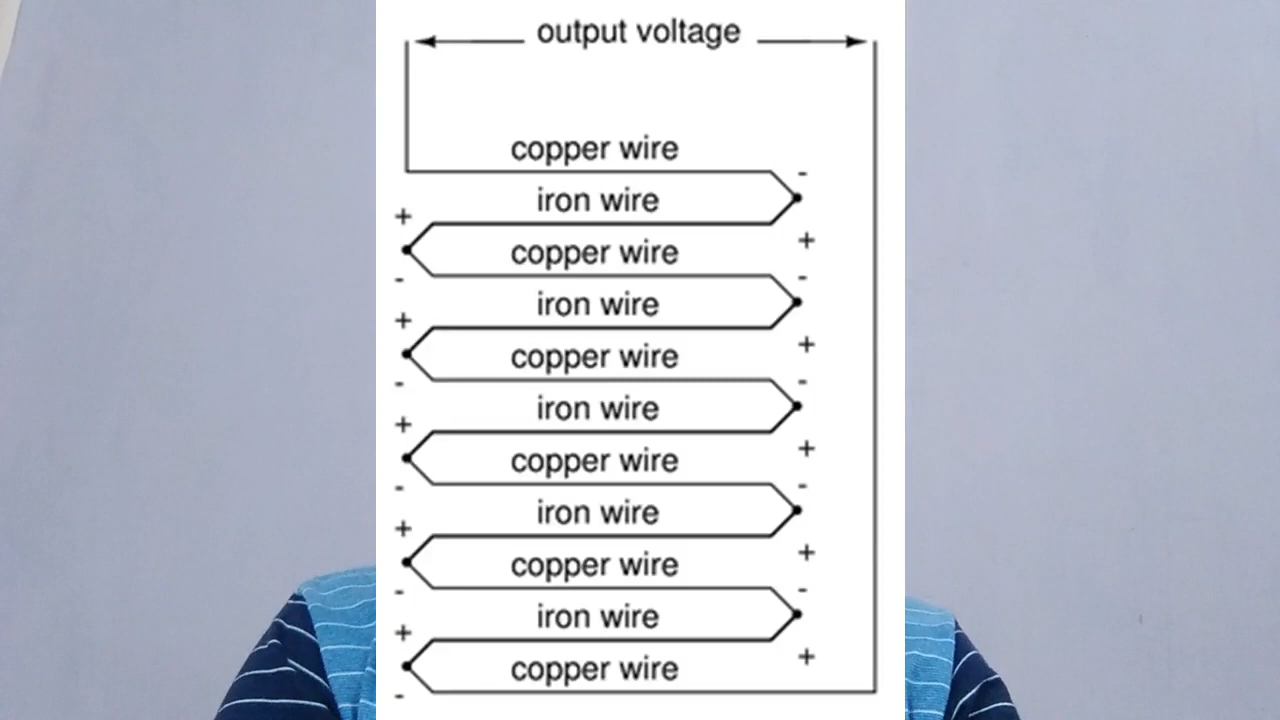 output voltage
copper wire
-
iron wire
+
+
copper wire
-
-
iron wire
+
+
copper wire
-
-
iron wire
+
+
copper wire
-
-
iron wire
+
+
copper wire
-
-
iron wire
+
+
copper wire
-